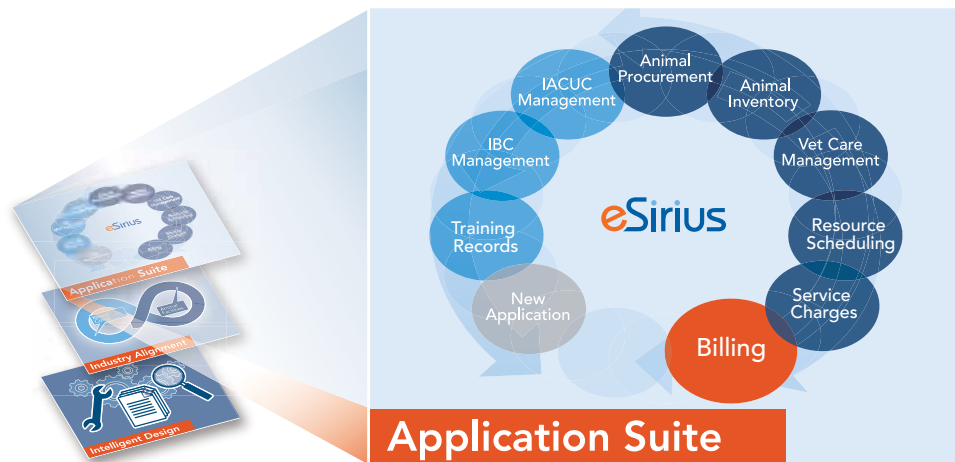 Animal
Procurement
IACUC
Management
Animal
Inventory
IBC
Management
Vet Care
Management
eSirius
Training
Records
Resource
Scheduling
New
Application
Service
Charges
Billing
Application Suite
eSirius
Application Suite
Industry Alignment
Intelligent Design